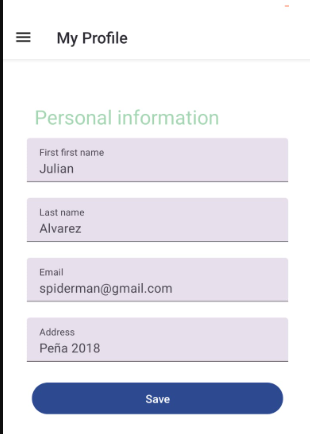 My Profile
Personal information
First first name
Julian
Last name
Alvarez
Email
spiderman@gmail.com
Address
Peña 2018
Save